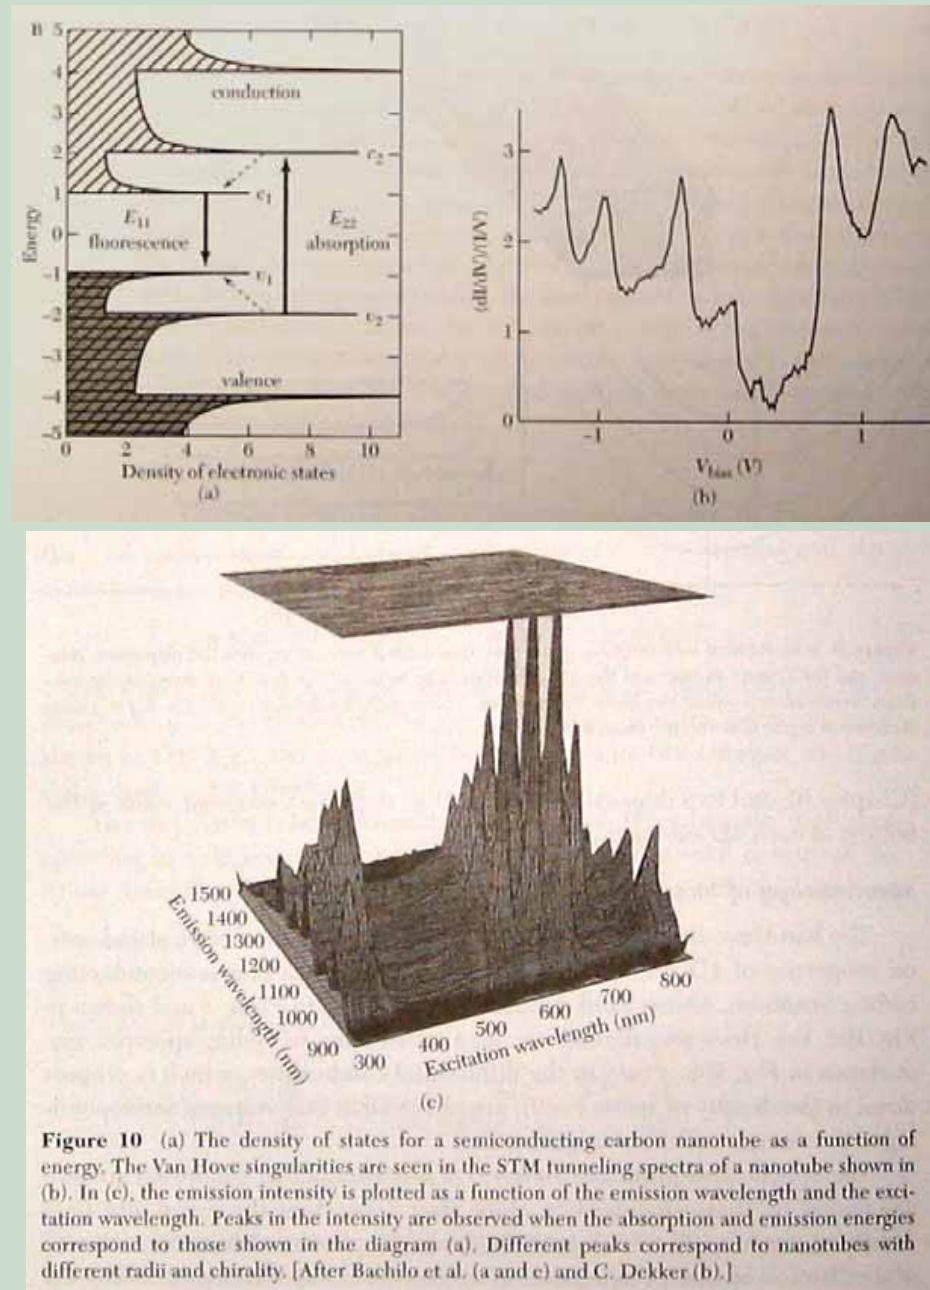 B
5
4
3
2
1
0
-1
-2
-4
-5
Energy
conduction
c₂
c₁
E₁₁
fluorescence
E₂₂
absorption
v₁
v₂
valence
0 2 4 6 8 10
Density of electronic states
(a)
3
2
1
0
(dI/dV)/(I/V)
-1 0 1
V_bias (V)
(b)
1500
1400
1300
1200
1100
1000
900
Emission wavelength (nm)
300 400 500 600 700 800
Excitation wavelength (nm)
(c)
Figure 10 (a) The density of states for a semiconducting carbon nanotube as a function of
energy. The Van Hove singularities are seen in the STM tunneling spectra of a nanotube shown in
(b). In (c), the emission intensity is plotted as a function of the emission wavelength and the exci-
tation wavelength. Peaks in the intensity are observed when the absorption and emission energies
correspond to those shown in the diagram (a). Different peaks correspond to nanotubes with
different radii and chirality. [After Bachilo et al. (a and c) and C. Dekker (b).]